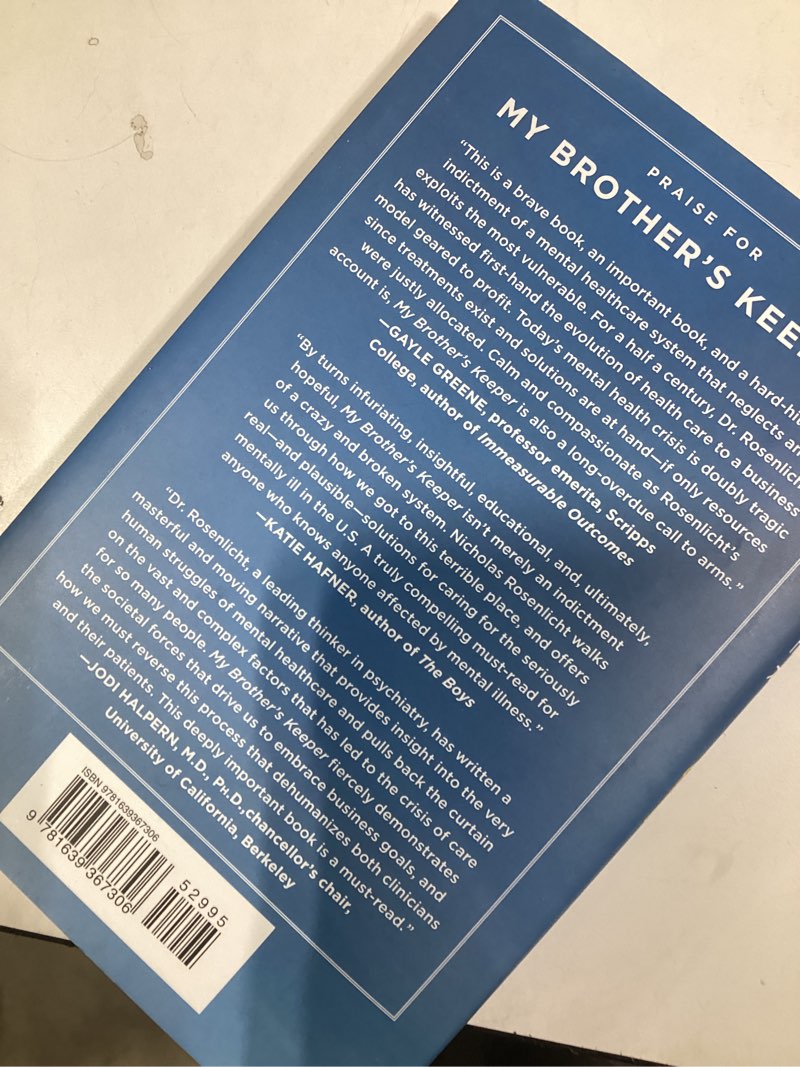 PRAISE FOR
MY BROTHER'S
“This is a brave book, an important book, and a
indictment of a mental healthcare system that neglects
exploits the most vulnerable. For a half a century, Dr.
has witnessed first-hand the evolution of health care to a business
model geared to profit. Today's mental health crisis is doubly tragic
since treatments exist and solutions are at hand—if only resources
were justly allocated. Calm and compassionate as Rosenlicht's
account is, My Brother's Keeper is also a long-overdue call to arms.”
—GAYLE GREENE, professor emerita, Scripps
College, author of Immeasurable Outcomes
“By turns infuriating, insightful, educational, and, ultimately,
hopeful, My Brother's Keeper isn't merely an indictment
of a crazy and broken system. Nicholas Rosenlicht walks
us through how we got to this terrible place, and offers
real—and plausible—solutions for caring for the seriously
mentally ill in the U.S. A truly compelling must-read for
anyone who knows anyone affected by mental illness.”
—KATIE HAFNER, author of The Boys
“Dr. Rosenlicht, a leading thinker in psychiatry, has written a
masterful and moving narrative that provides insight into the very
human struggles of mental healthcare and pulls back the curtain
on the vast and complex factors that has led to the crisis of care
for so many people. My Brother's Keeper fiercely demonstrates
the societal forces that drive us to embrace business goals, and
how we must reverse this process that dehumanizes both clinicians
and their patients. This deeply important book is a must-read.”
—JODI HALPERN, M.D., PH.D., chancellor's chair,
University of California, Berkeley
ISBN 9781639367306
52995
9 781639 367306